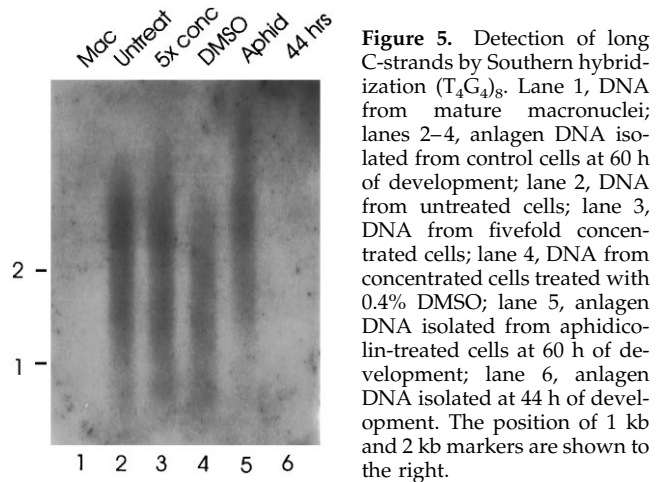 Mac Untreat 5x conc DMSO Aphid 44 hrs
2
1
1 2 3 4 5 6
Figure 5. Detection of long
C-strands by Southern hybrid-
ization (T₄G₄)₈. Lane 1, DNA
from mature macronuclei;
lanes 2–4, anlagen DNA iso-
lated from control cells at 60 h
of development; lane 2, DNA
from untreated cells; lane 3,
DNA from fivefold concen-
trated cells; lane 4, DNA from
concentrated cells treated with
0.4% DMSO; lane 5, anlagen
DNA isolated from aphidico-
lin-treated cells at 60 h of de-
velopment; lane 6, anlagen
DNA isolated at 44 h of devel-
opment. The position of 1 kb
and 2 kb markers are shown to
the right.